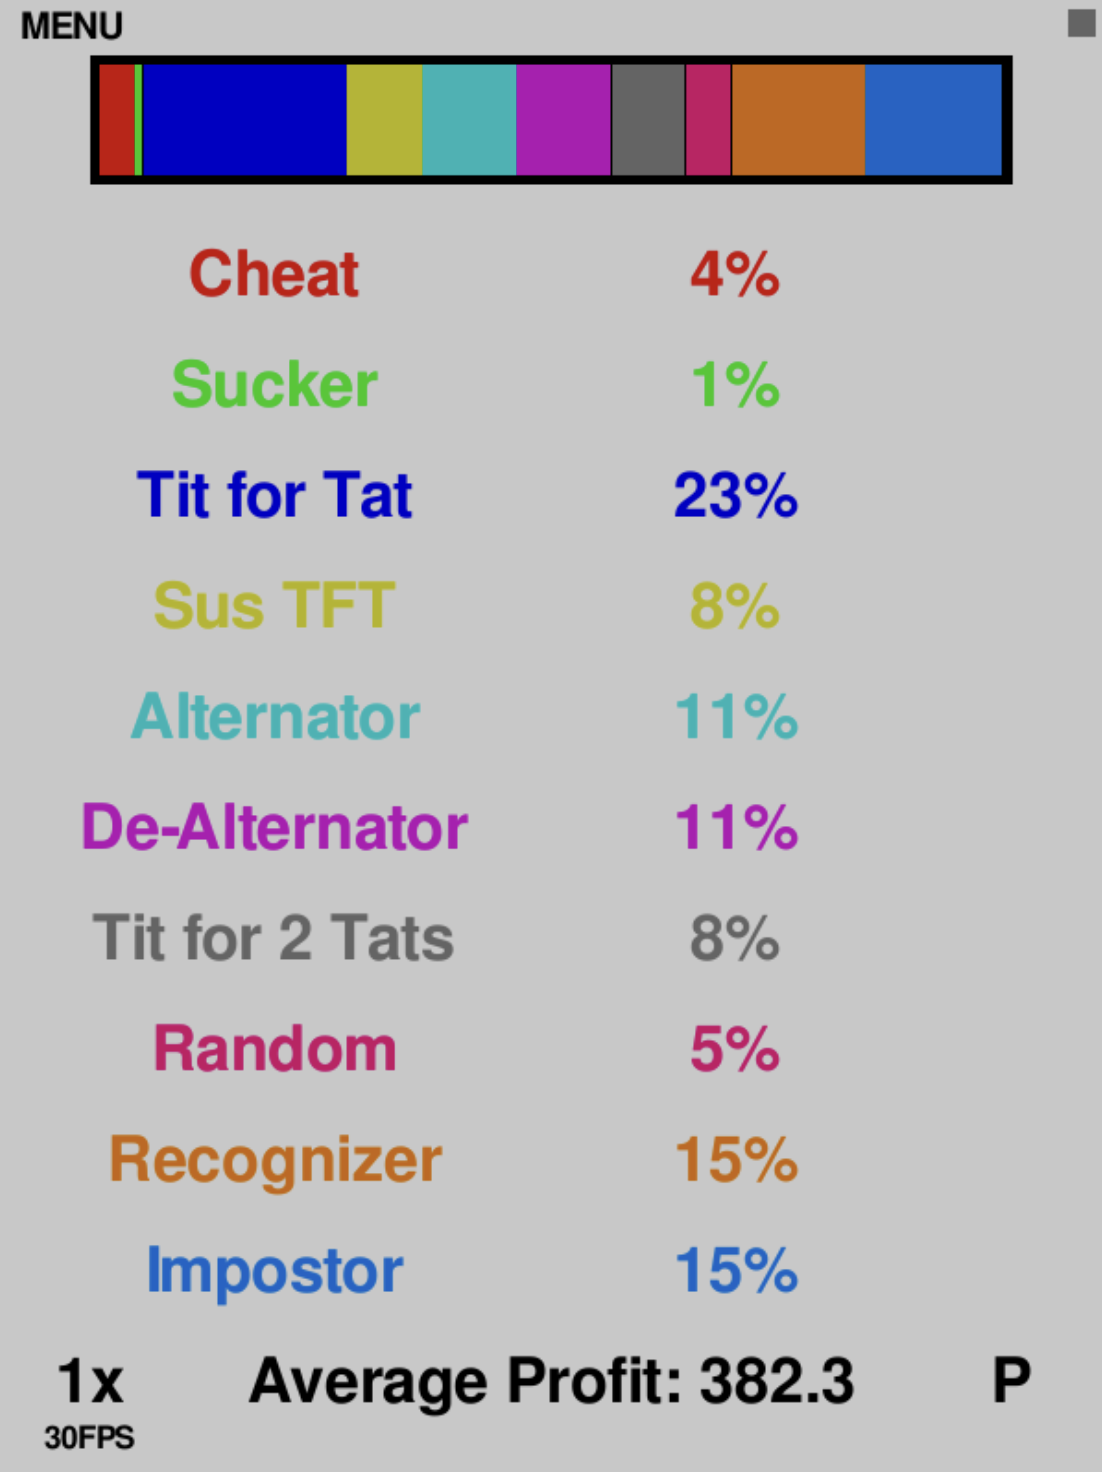 MENU
Cheat 4%
Sucker 1%
Tit for Tat 23%
Sus TFT 8%
Alternator 11%
De-Alternator 11%
Tit for 2 Tats 8%
Random 5%
Recognizer 15%
Impostor 15%
1x Average Profit: 382.3 P
30FPS